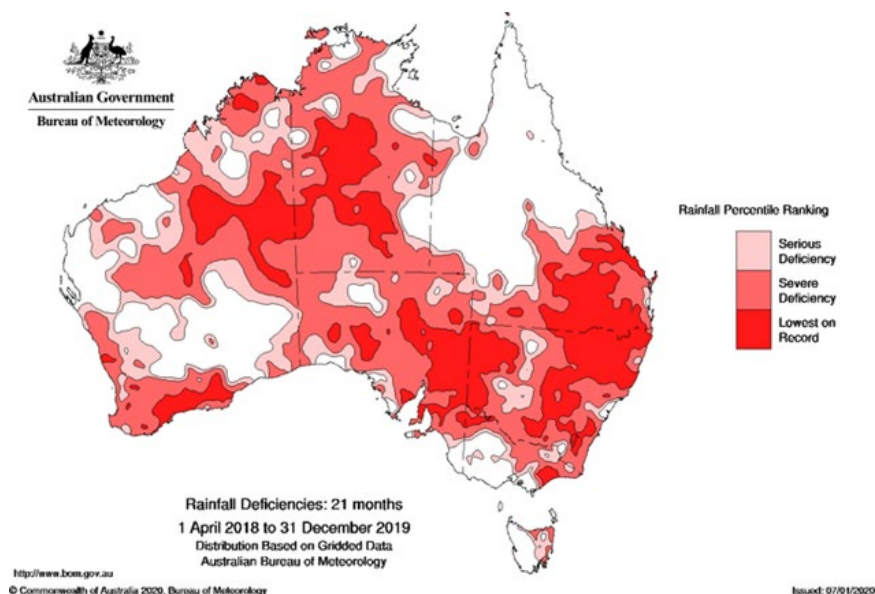 Australian Government
Bureau of Meteorology
Rainfall Percentile Ranking
Serious
Deficiency
Severe
Deficiency
Lowest on
Record
Rainfall Deficiencies: 21 months
1 April 2018 to 31 December 2019
Distribution Based on Gridded Data
Australian Bureau of Meteorology
http://www.bom.gov.au
© Commonwealth of Australia 2020, Bureau of Meteorology
Issued: 07/01/2020